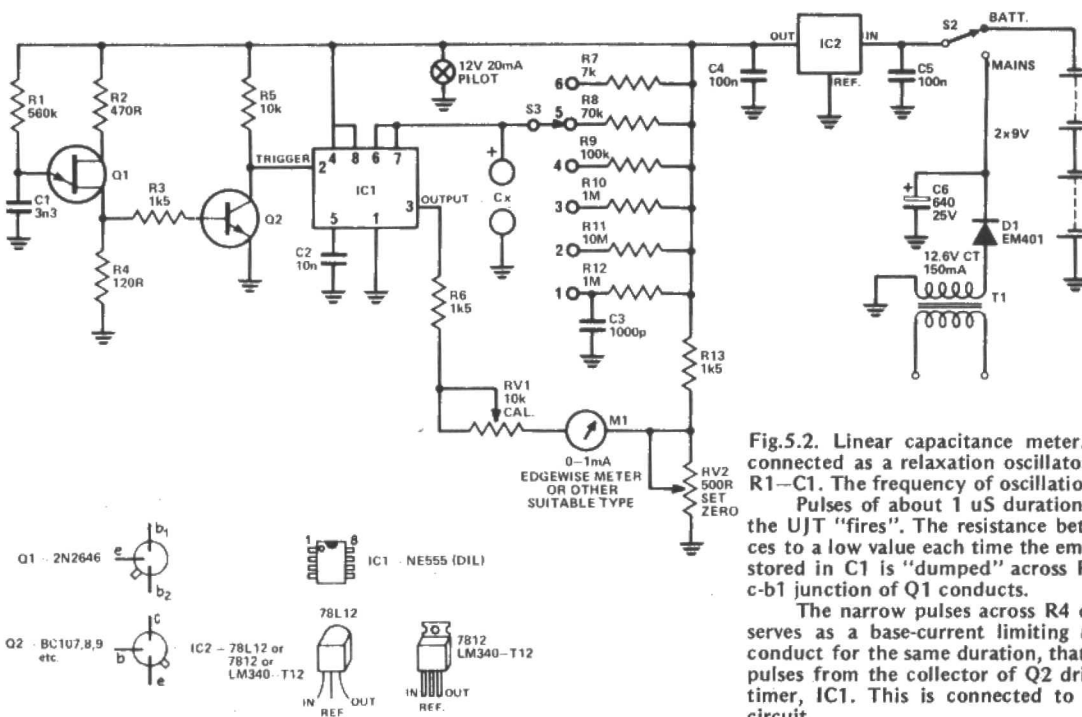 R1
560k
R2
470R
R5
10k
12V 20mA
PILOT
C1
3n3
Q1
R3
1k5
Q2
R4
120R
TRIGGER
2
4
8
6
7
IC1
5
1
3
OUTPUT
C2
10n
R6
1k5
+
Cx
S3
R7
7k
6
R8
70k
5
R9
100k
4
R10
1M
3
R11
10M
2
R12
1M
1
C3
1000p
R13
1k5
RV1
10k
CAL.
M1
0–1mA
EDGEWISE METER
OR OTHER
SUITABLE TYPE
RV2
500R
SET
ZERO
OUT
IC2
IN
REF.
C4
100n
C5
100n
S2
BATT.
MAINS
2x9V
+
C6
640
25V
D1
EM401
12.6V CT
150mA
T1
Fig.5.2. Linear capacitance meter.
connected as a relaxation oscillato
R1–C1. The frequency of oscillatio
Pulses of about 1 uS duration
the UJT "fires". The resistance bet
ces to a low value each time the em
stored in C1 is "dumped" across
c-b1 junction of Q1 conducts.
The narrow pulses across R4
serves as a base-current limiting
conduct for the same duration, that
pulses from the collector of Q2 dri
timer, IC1. This is connected to
circuit
Q1 - 2N2646
e
b1
b2
1
8
IC1 - NE555 (DIL)
Q2 - BC107,8,9
etc.
b
c
e
IC2 - 78L12 or
7812 or
LM340-T12
78L12
IN
REF
OUT
7812
LM340-T12
IN
OUT
REF.